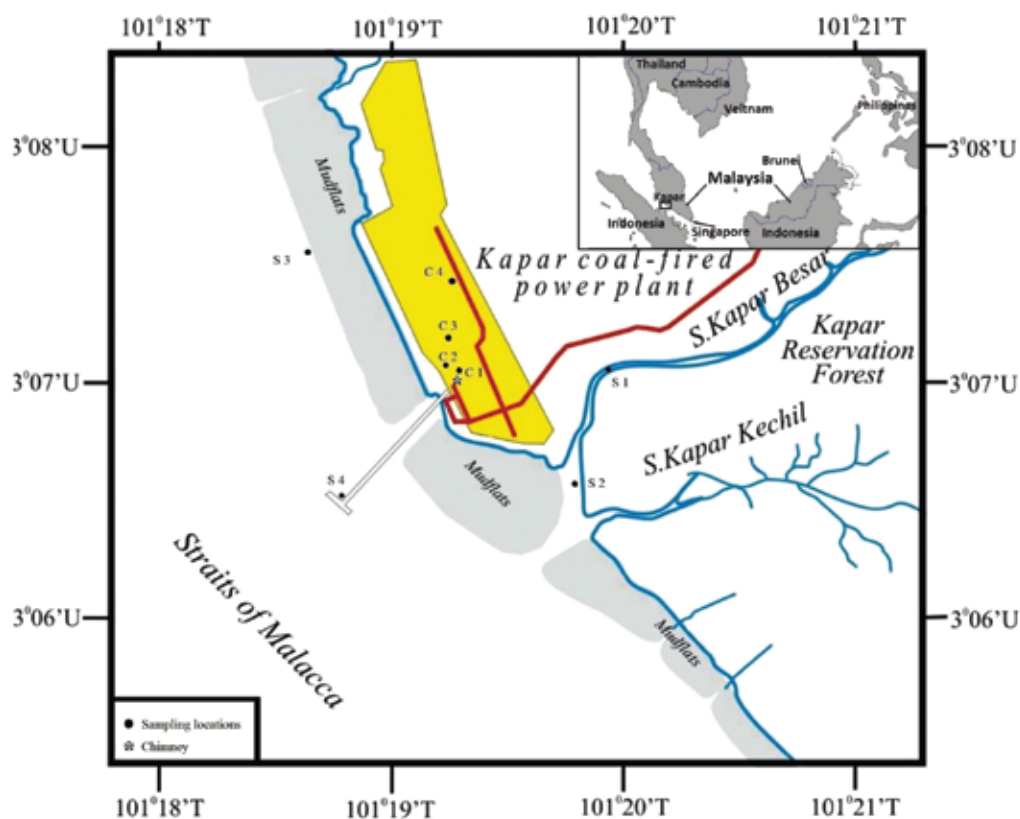 101°18'T 101°19'T 101°20'T 101°21'T
Thailand
Cambodia
Veitnam
Philippines
3°08'U 3°08'U
Brunei
Malaysia
Mudflats
Kapar
Indonesia
Singapore
Indonesia
S 3
Kapar coal-fired
power plant
C 4
S.Kapar Besar
Kapar
Reservation
Forest
C 3
C 2
C 1
3°07'U 3°07'U
S 1
S.Kapar Kechil
Mudflats
S 2
S 4
Straits of Malacca
3°06'U 3°06'U
Mudflats
Sampling locations
Chimney
101°18'T 101°19'T 101°20'T 101°21'T